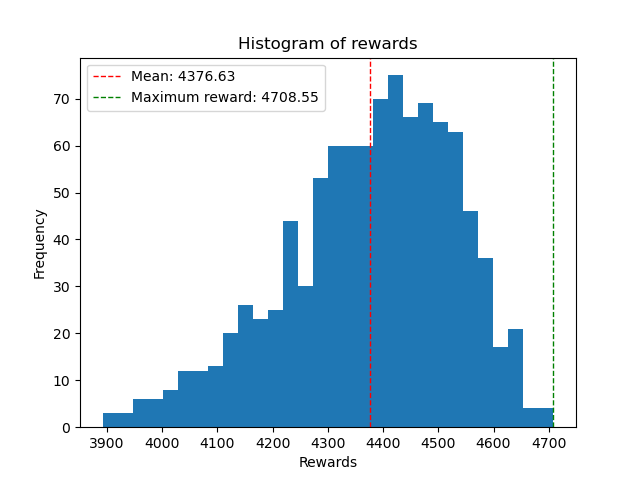 Histogram of rewards
Mean: 4376.63
Maximum reward: 4708.55
70
60
50
40
30
20
10
0
Frequency
3900 4000 4100 4200 4300 4400 4500 4600 4700
Rewards